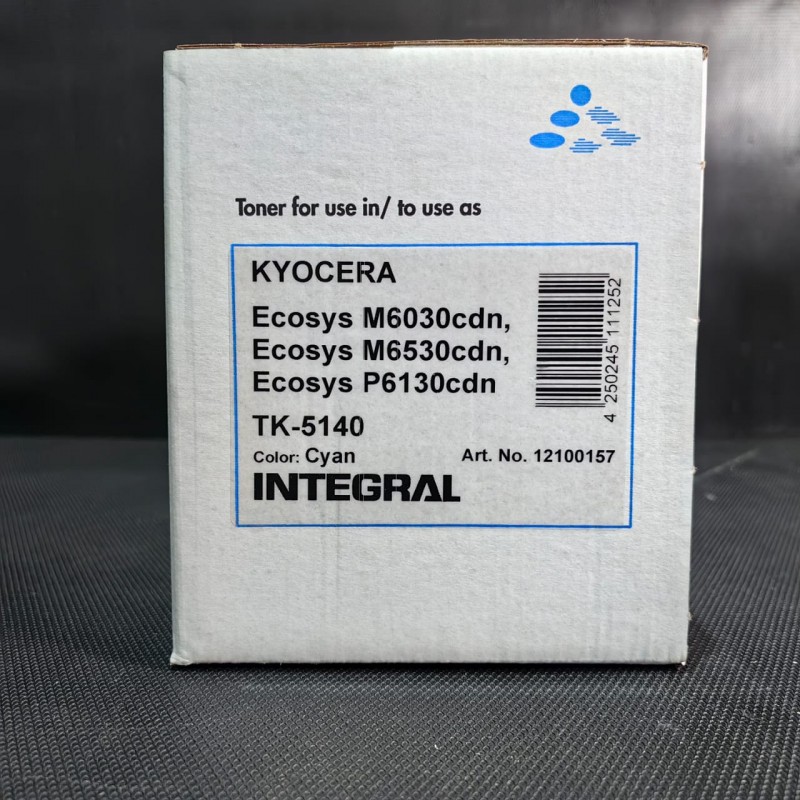 Toner for use in/ to use as
KYOCERA
Ecosys M6030cdn,
Ecosys M6530cdn,
Ecosys P6130cdn
TK-5140
Color: Cyan
Art. No. 12100157
INTEGRAL
4 250245 111252